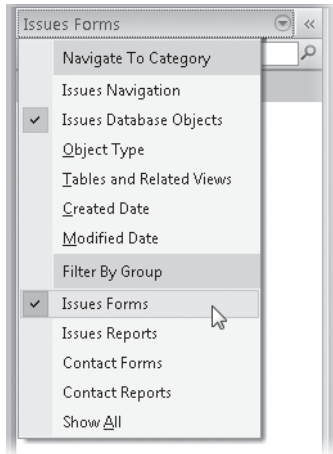 Issues Forms
Navigate To Category
Issues Navigation
Issues Database Objects
Object Type
Tables and Related Views
Created Date
Modified Date
Filter By Group
Issues Forms
Issues Reports
Contact Forms
Contact Reports
Show All